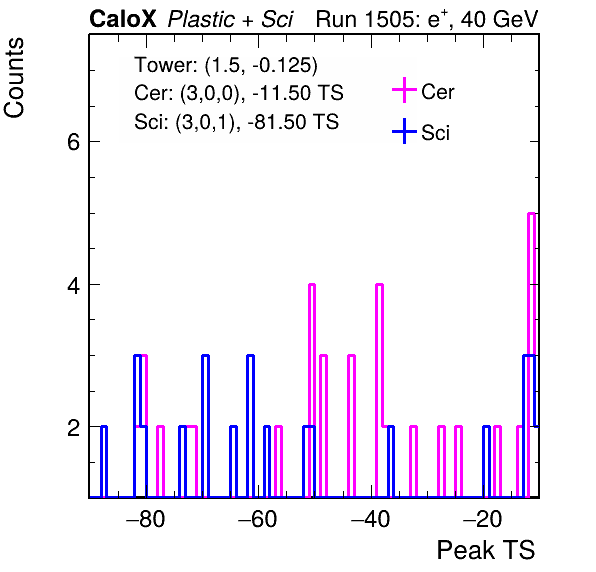 CaloX Plastic + Sci Run 1505: e⁺, 40 GeV
Counts
Tower: (1.5, -0.125)
Cer: (3,0,0), -11.50 TS
Sci: (3,0,1), -81.50 TS
Cer
Sci
6
4
2
−80 −60 −40 −20
Peak TS